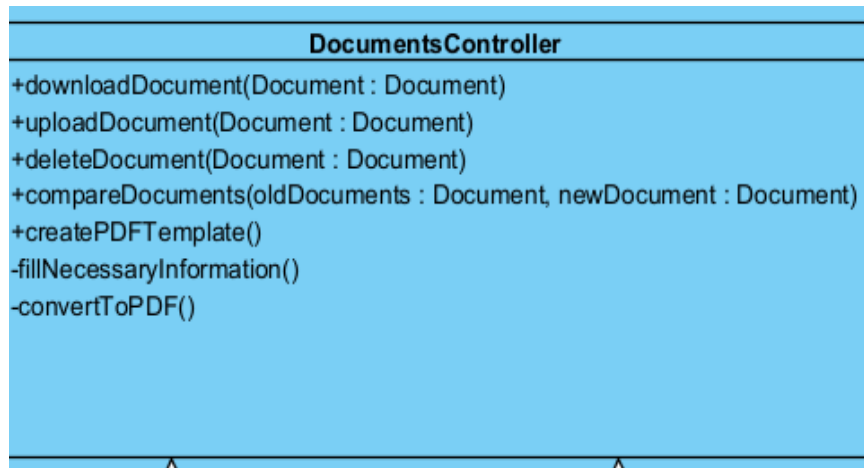 DocumentsController
+downloadDocument(Document : Document)
+uploadDocument(Document : Document)
+deleteDocument(Document : Document)
+compareDocuments(oldDocuments : Document, newDocument : Document)
+createPDFTemplate()
-fillNecessaryInformation()
-convertToPDF()